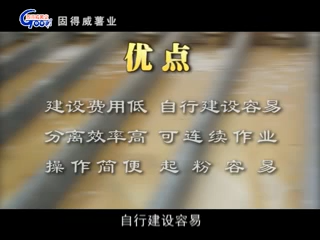 固得威薯业
优点
建设费用低 自行建设容易
分离效率高 可连续作业
操作简便 起粉容易
自行建设容易